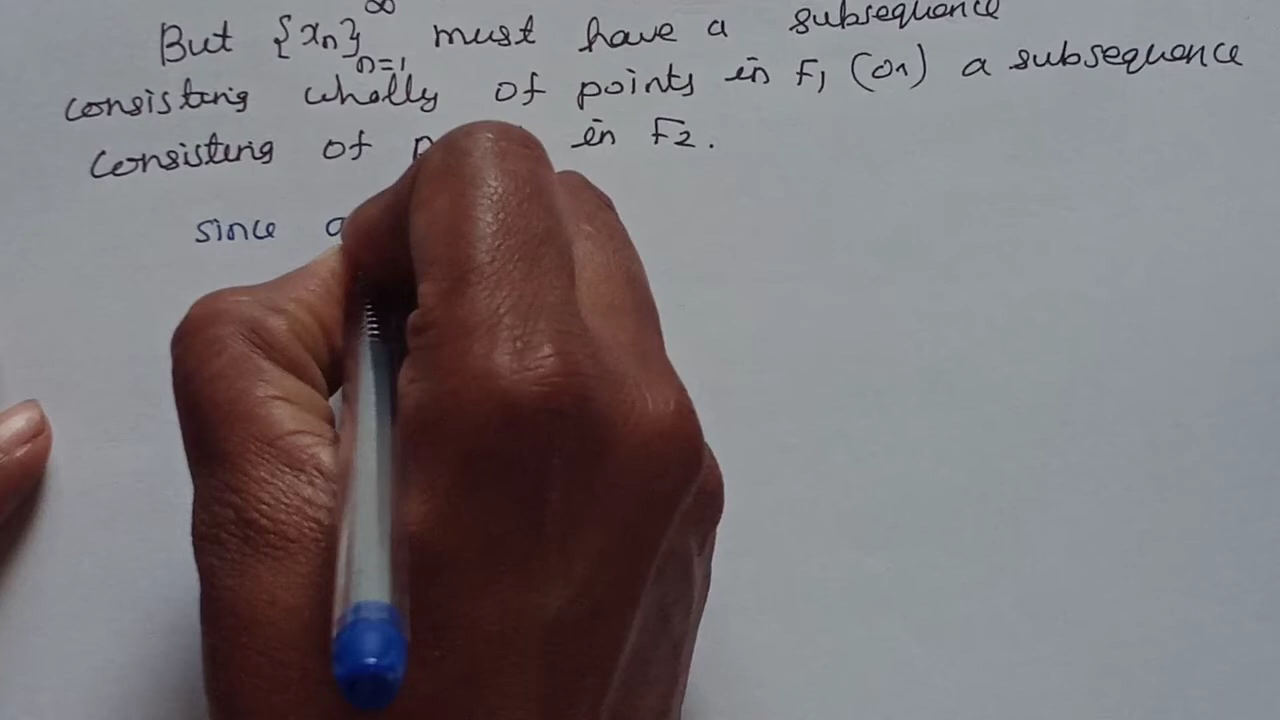 But {xₙ}∞ₙ₌₁ must have a subsequence
consisting wholly of points in F₁ (or) a subsequence
consisting of in F₂.
since